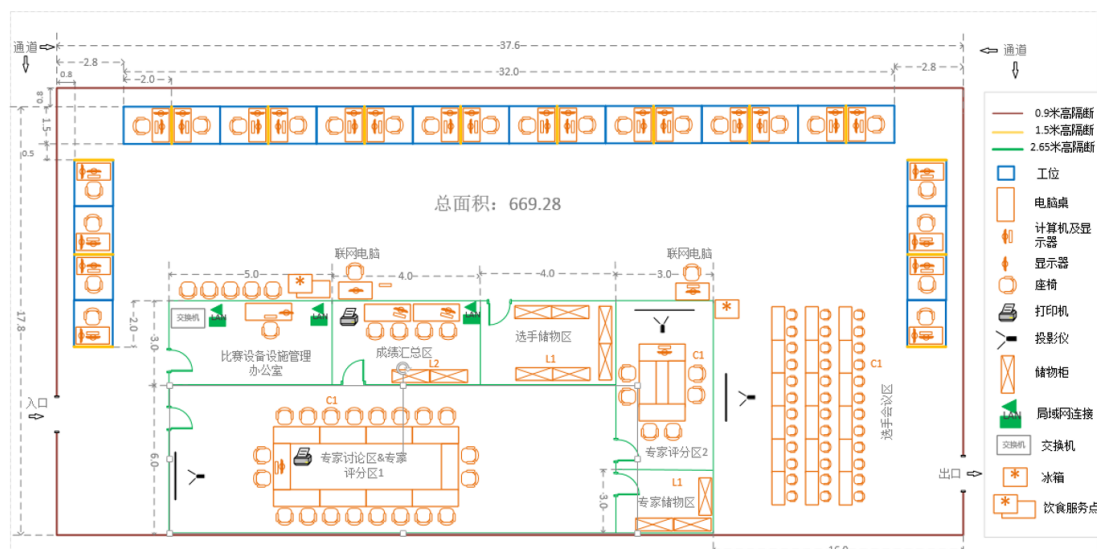 通道
37.6
通道
2.8
32.0
2.8
0.8
2.0
0.8
1.5
0.5
总面积：669.28
联网电脑
联网电脑
5.0
4.0
4.0
3.0
2.0
17.8
3.0
交换机
LAN
LAN
LAN
比赛设备设施管理
办公室
成绩汇总区
L2
选手储物区
L1
C1
C1
选手会议区
入口
C1
6.0
专家讨论区&专家
评分区1
专家评分区2
3.0
L1
专家储物区
出口
16.0
0.9米高隔断
1.5米高隔断
2.65米高隔断
工位
电脑桌
计算机及显
示器
显示器
座椅
打印机
投影仪
储物柜
LAN
局域网连接
交换机
交换机
冰箱
饮食服务点